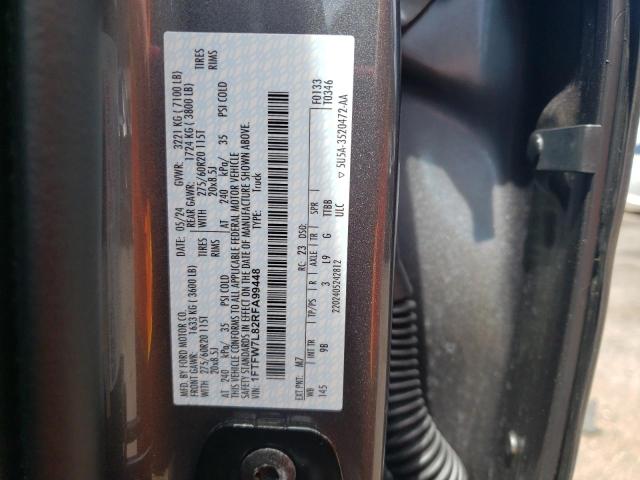 MFD. BY FORD MOTOR CO.
DATE: 05/24 GVWR: 3221 KG ( 7100 LB)
FRONT GAWR: 1633 KG ( 3600 LB) REAR GAWR: 1724 KG ( 3800 LB)
WITH 275/60R20 115T TIRES WITH 275/60R20 115T TIRES
20x8.5J RIMS 20x8.5J RIMS
AT 240 kPa/ 35 PSI COLD AT 240 kPa/ 35 PSI COLD
THIS VEHICLE CONFORMS TO ALL APPLICABLE FEDERAL MOTOR VEHICLE
SAFETY STANDARDS IN EFFECT ON THE DATE OF MANUFACTURE SHOWN ABOVE.
VIN: 1FTFW7L82RFA99448 TYPE: Truck
F0133
T0346
EXT PNT: M7 RC: 23 DSO:
WB INT TR TP/PS R AXLE TR SPR
145 9B 3 L9 G TTBB
ULC
2202405242812 ▽ 5U5A-3520472-AA